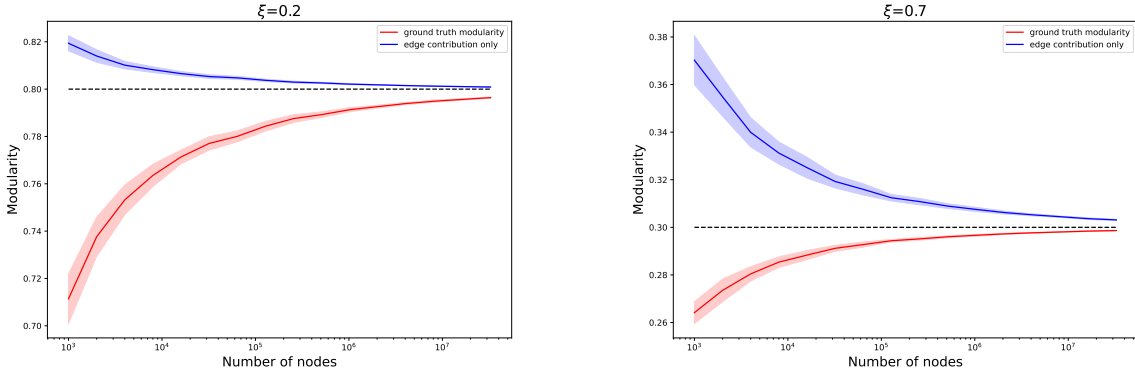 ξ=0.2
ground truth modularity
edge contribution only
Modularity
0.82
0.80
0.78
0.76
0.74
0.72
0.70
10³ 10⁴ 10⁵ 10⁶ 10⁷
Number of nodes
ξ=0.7
ground truth modularity
edge contribution only
Modularity
0.38
0.36
0.34
0.32
0.30
0.28
0.26
10³ 10⁴ 10⁵ 10⁶ 10⁷
Number of nodes